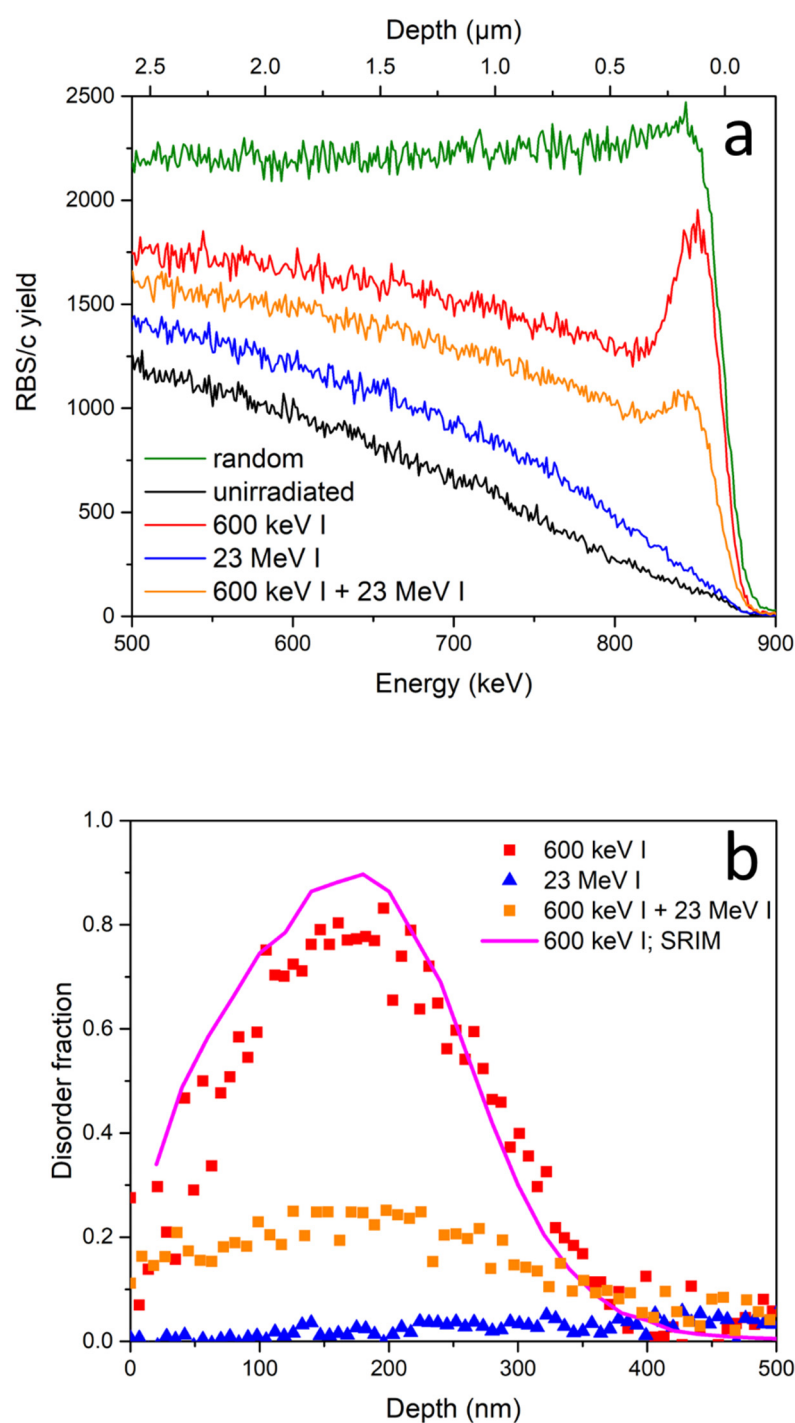 Depth (µm)
2.5 2.0 1.5 1.0 0.5 0.0
a
2500
2000
1500
1000
500
0
RBS/c yield
random
unirradiated
600 keV I
23 MeV I
600 keV I + 23 MeV I
500 600 700 800 900
Energy (keV)
b
1.0
0.8
0.6
0.4
0.2
0.0
Disorder fraction
600 keV I
23 MeV I
600 keV I + 23 MeV I
600 keV I; SRIM
0 100 200 300 400 500
Depth (nm)